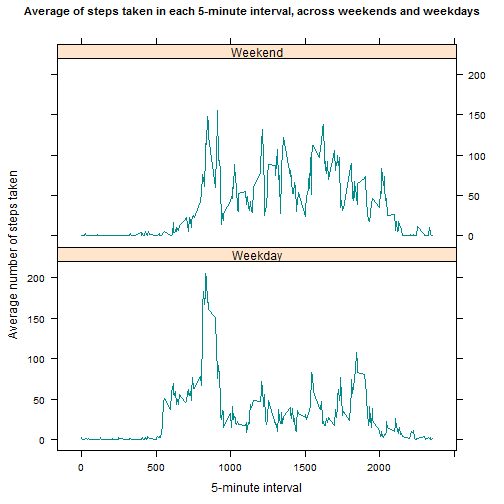 Average of steps taken in each 5-minute interval, across weekends and weekdays
Weekend
200
150
100
50
0
Average number of steps taken
Weekday
200
150
100
50
0
0 500 1000 1500 2000
5-minute interval